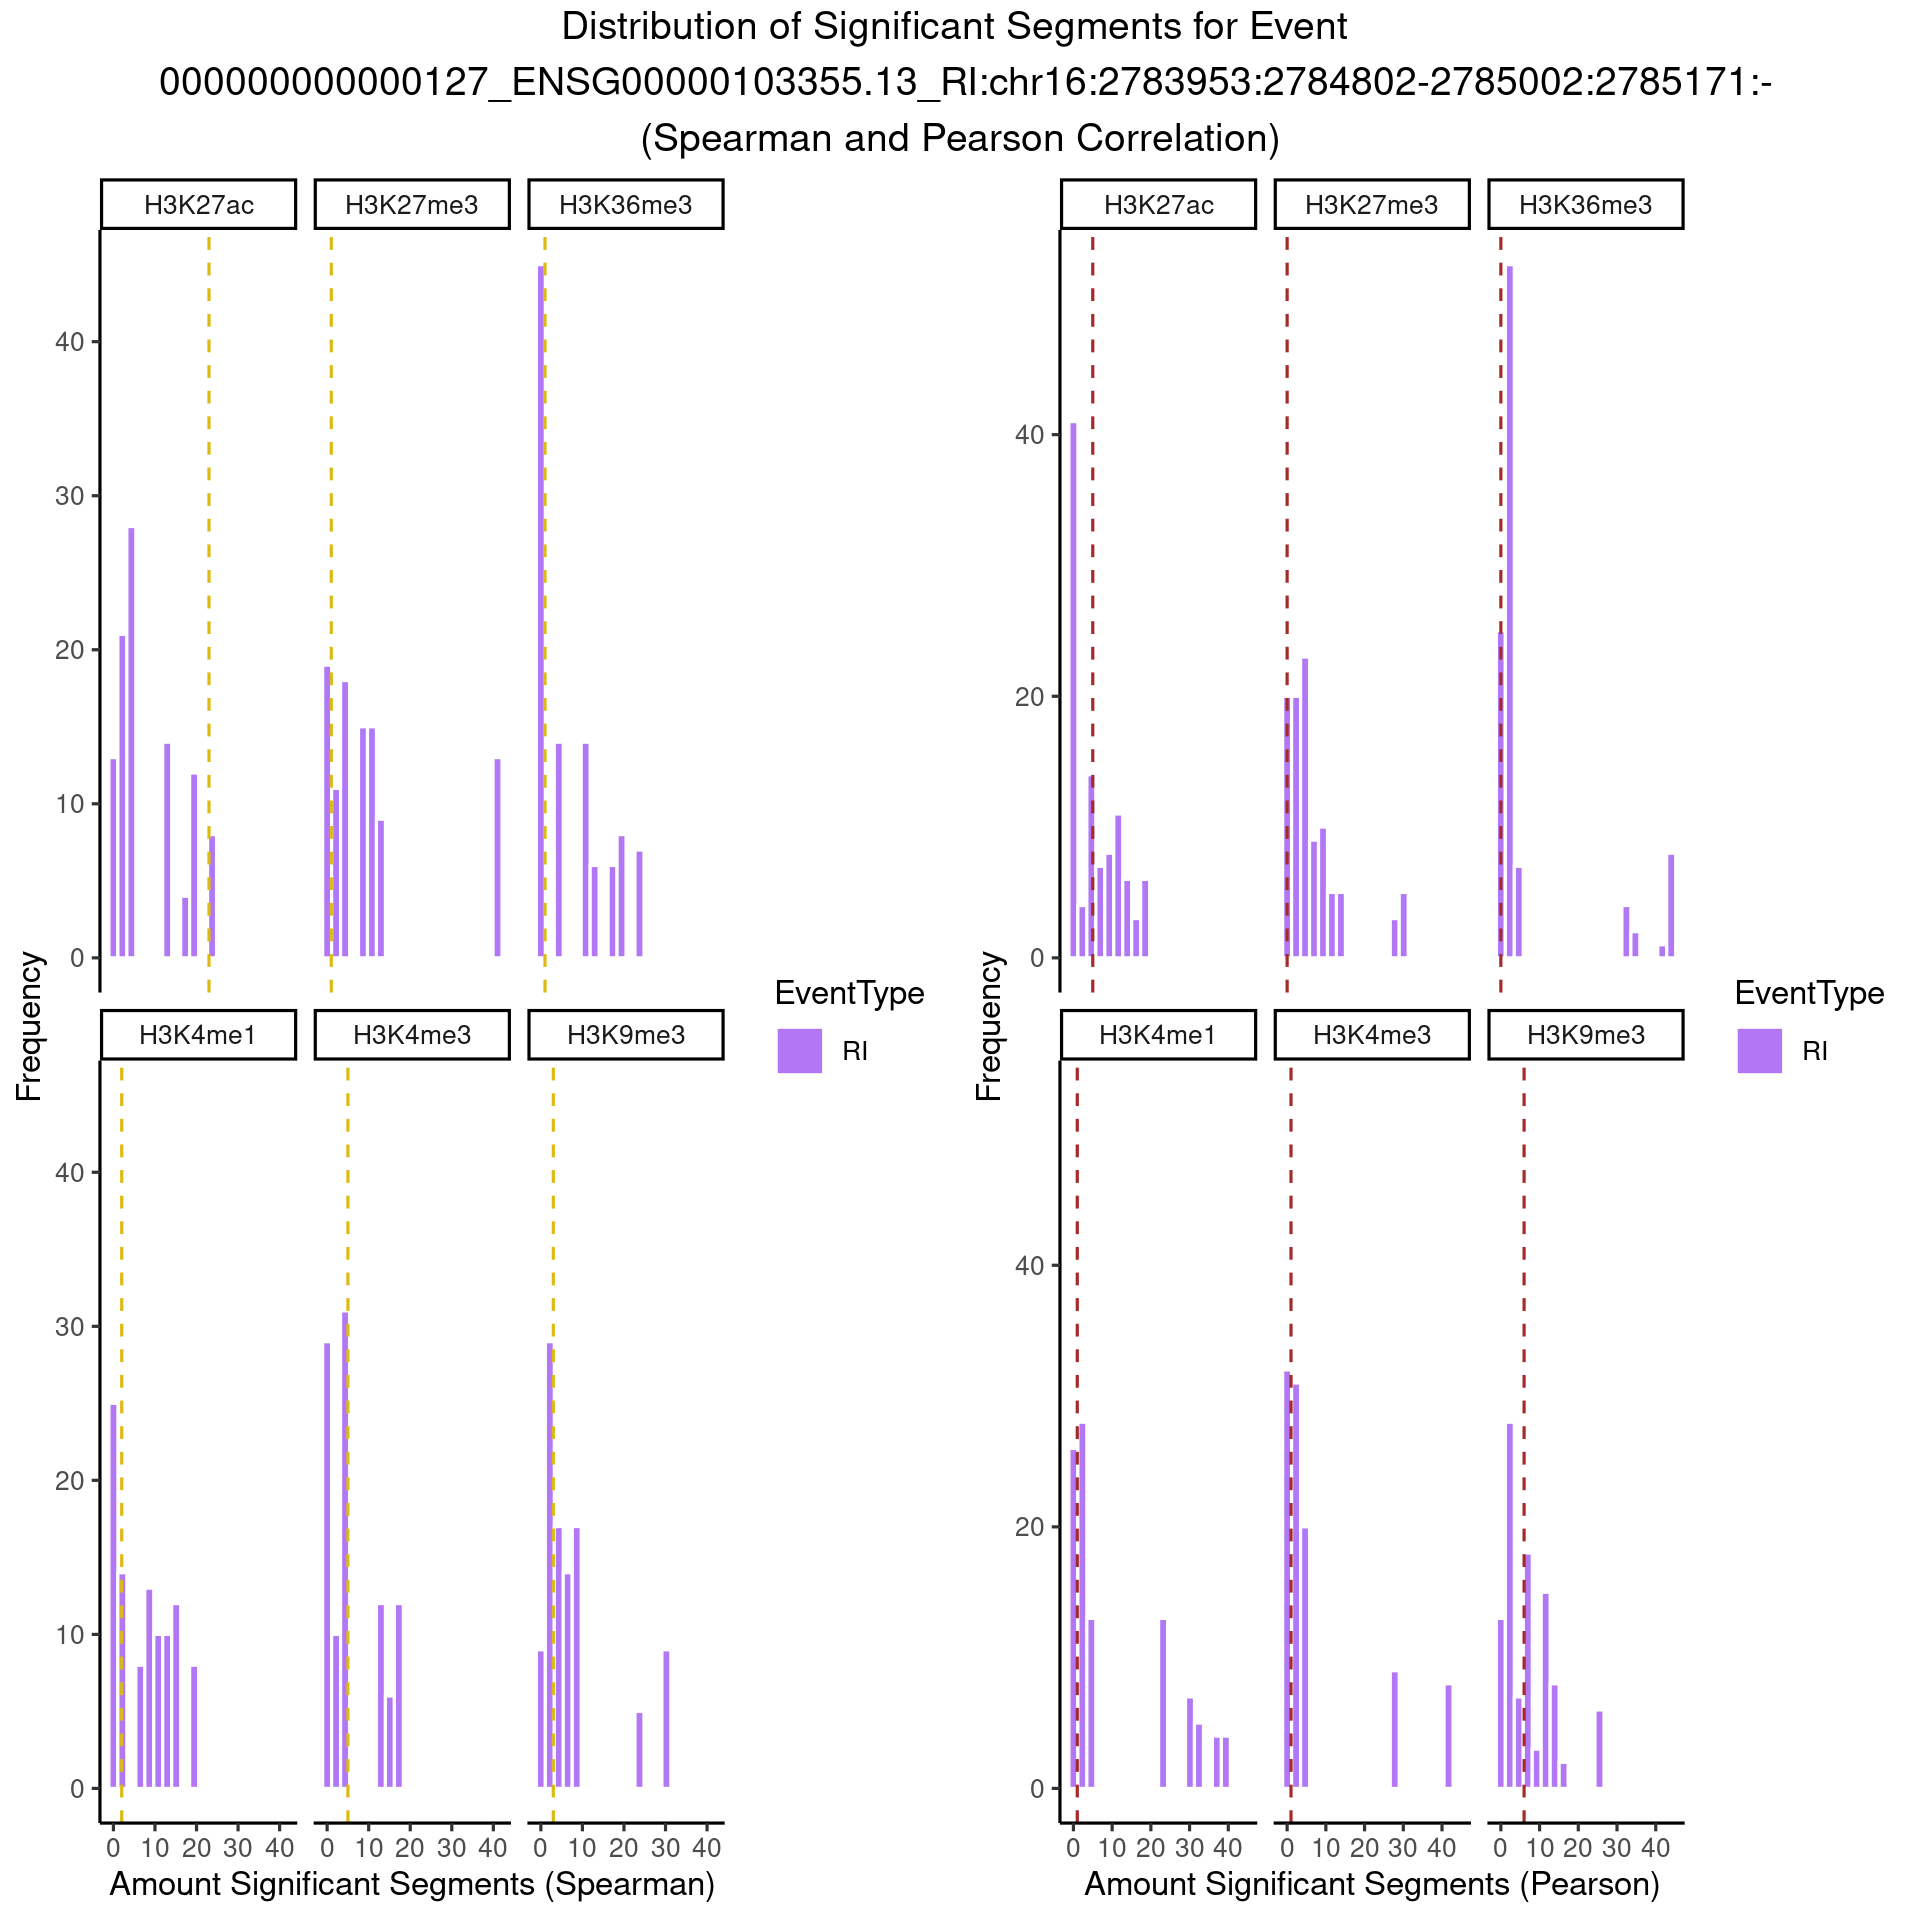 Distribution of Significant Segments for Event
000000000000127_ENSG00000103355.13_RI:chr16:2783953:2784802-2785002:2785171:-
(Spearman and Pearson Correlation)
H3K27ac H3K27me3 H3K36me3
40
30
20
10
0
H3K4me1 H3K4me3 H3K9me3
40
30
20
10
0
0 10 20 30 40 0 10 20 30 40 0 10 20 30 40
Frequency
Amount Significant Segments (Spearman)
EventType
RI
H3K27ac H3K27me3 H3K36me3
40
20
0
H3K4me1 H3K4me3 H3K9me3
40
20
0
0 10 20 30 40 0 10 20 30 40 0 10 20 30 40
Frequency
Amount Significant Segments (Pearson)
EventType
RI